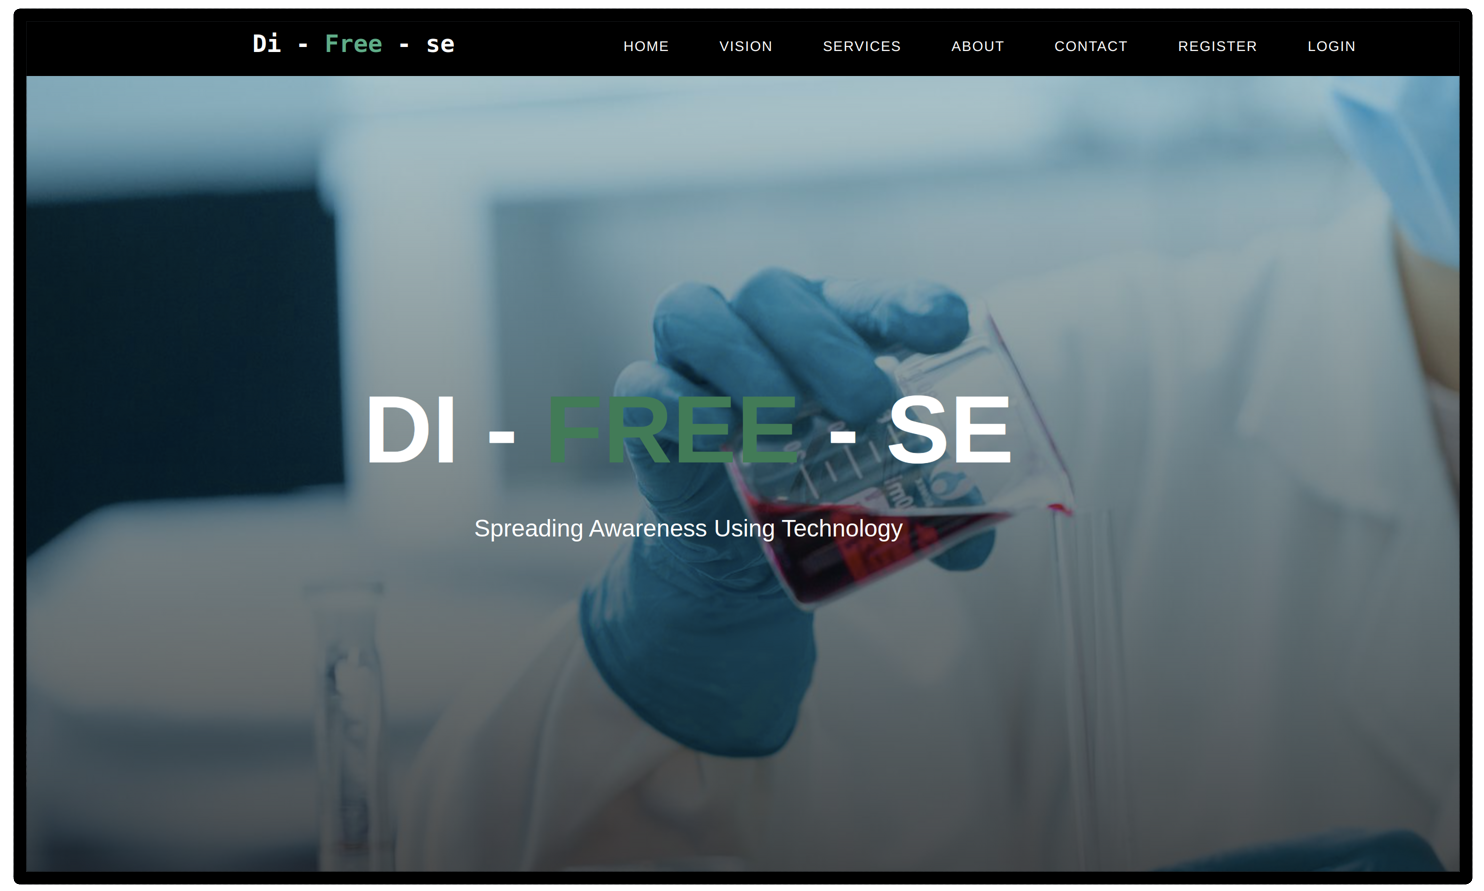 Di - Free - se
HOME VISION SERVICES ABOUT CONTACT REGISTER LOGIN
DI - FREE - SE
Spreading Awareness Using Technology